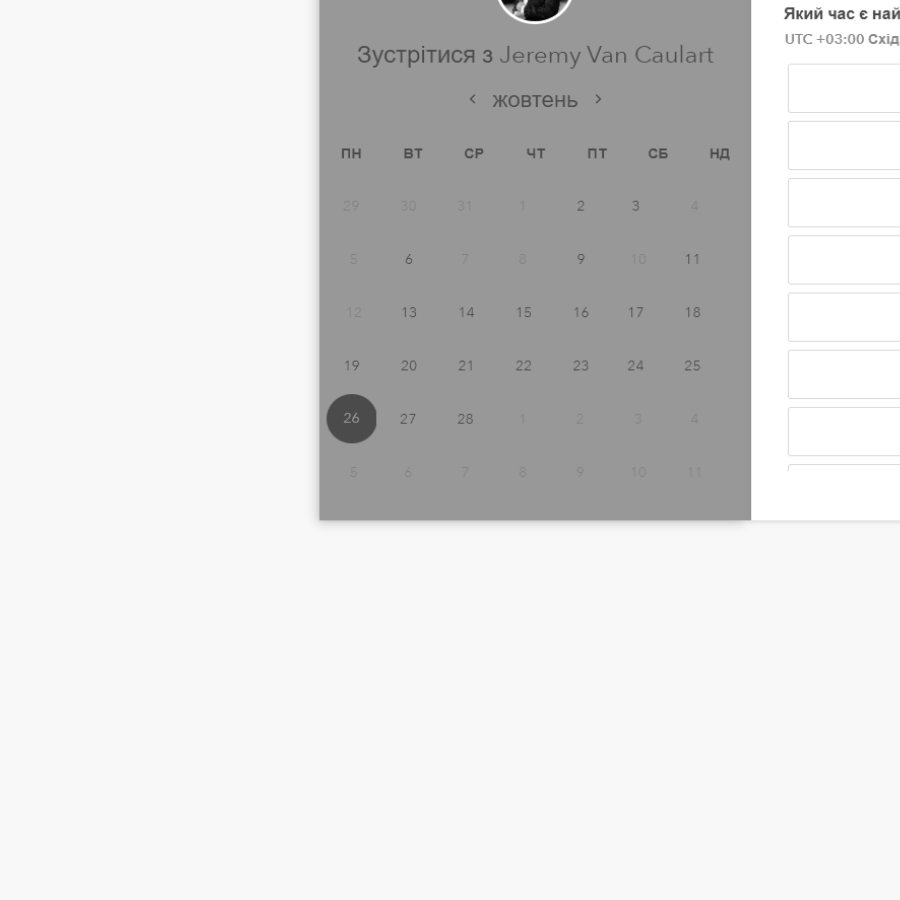 Зустрітися з Jeremy Van Caulart
жовтень
ПН ВТ СР ЧТ ПТ СБ НД
29 30 31 1 2 3 4
5 6 7 8 9 10 11
12 13 14 15 16 17 18
19 20 21 22 23 24 25
26 27 28 1 2 3 4
5 6 7 8 9 10 11
Який час є най
UTC +03:00 Схід